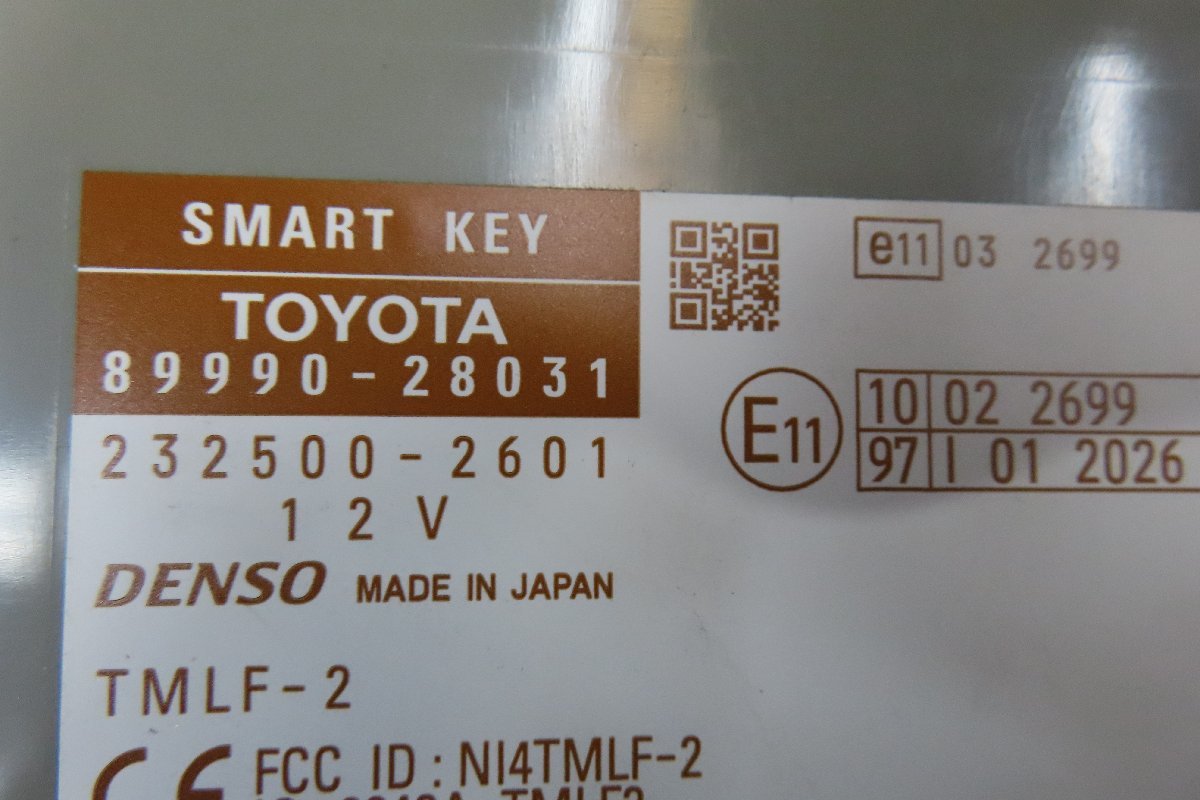 SMART KEY
TOYOTA
89990-28031
232500-2601
12V
DENSO MADE IN JAPAN
TMLF-2
CE FCC ID : NI4TMLF-2
e11 03 2699
E11
10 02 2699
97 I 01 2026